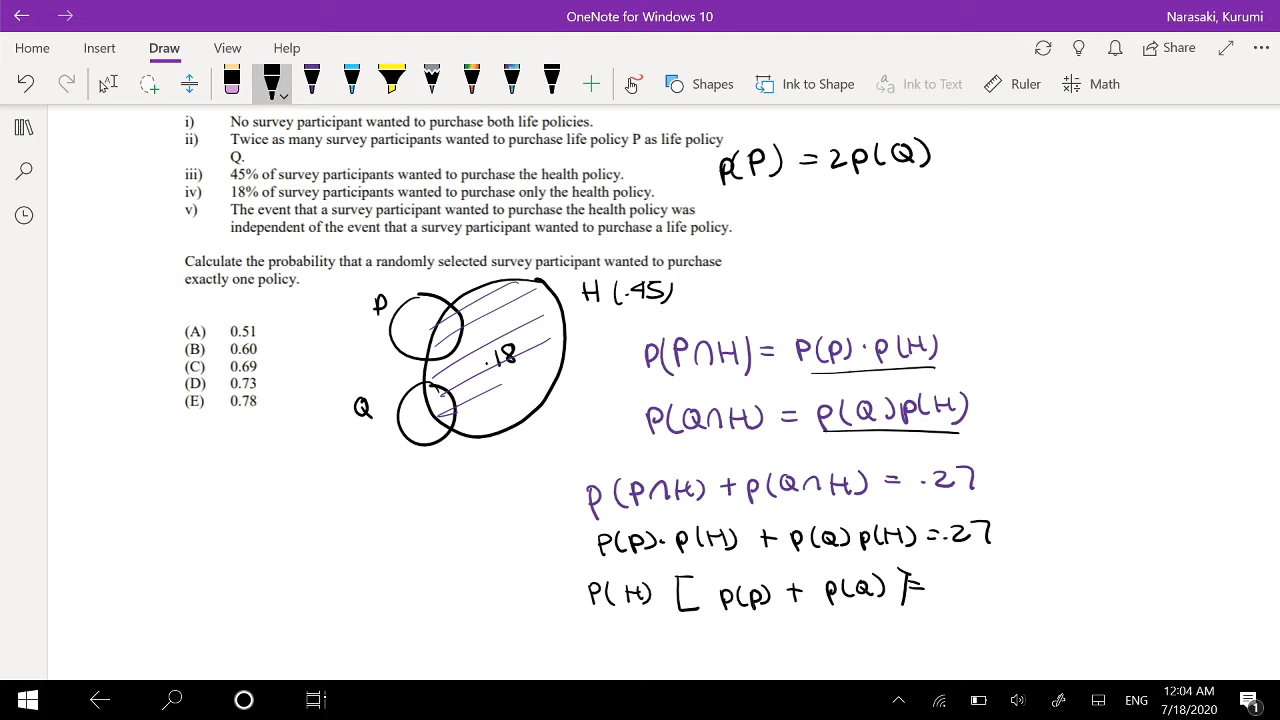 OneNote for Windows 10
Narasaki, Kurumi
Home Insert Draw View Help
Share
Shapes Ink to Shape Ink to Text Ruler Math
i) No survey participant wanted to purchase both life policies.
ii) Twice as many survey participants wanted to purchase life policy P as life policy
Q.
iii) 45% of survey participants wanted to purchase the health policy.
iv) 18% of survey participants wanted to purchase only the health policy.
v) The event that a survey participant wanted to purchase the health policy was
independent of the event that a survey participant wanted to purchase a life policy.
Calculate the probability that a randomly selected survey participant wanted to purchase
exactly one policy.
(A) 0.51
(B) 0.60
(C) 0.69
(D) 0.73
(E) 0.78
P
Q
.18
H (.45)
p(P) = 2p(Q)
P(P∩H) = P(P)·P(H)
P(Q∩H) = P(Q)P(H)
P(P∩H) + P(Q∩H) = .27
P(P)·P(H) + P(Q)P(H) = .27
P(H) [ P(P) + P(Q) ] =
ENG
12:04 AM
7/18/2020
1